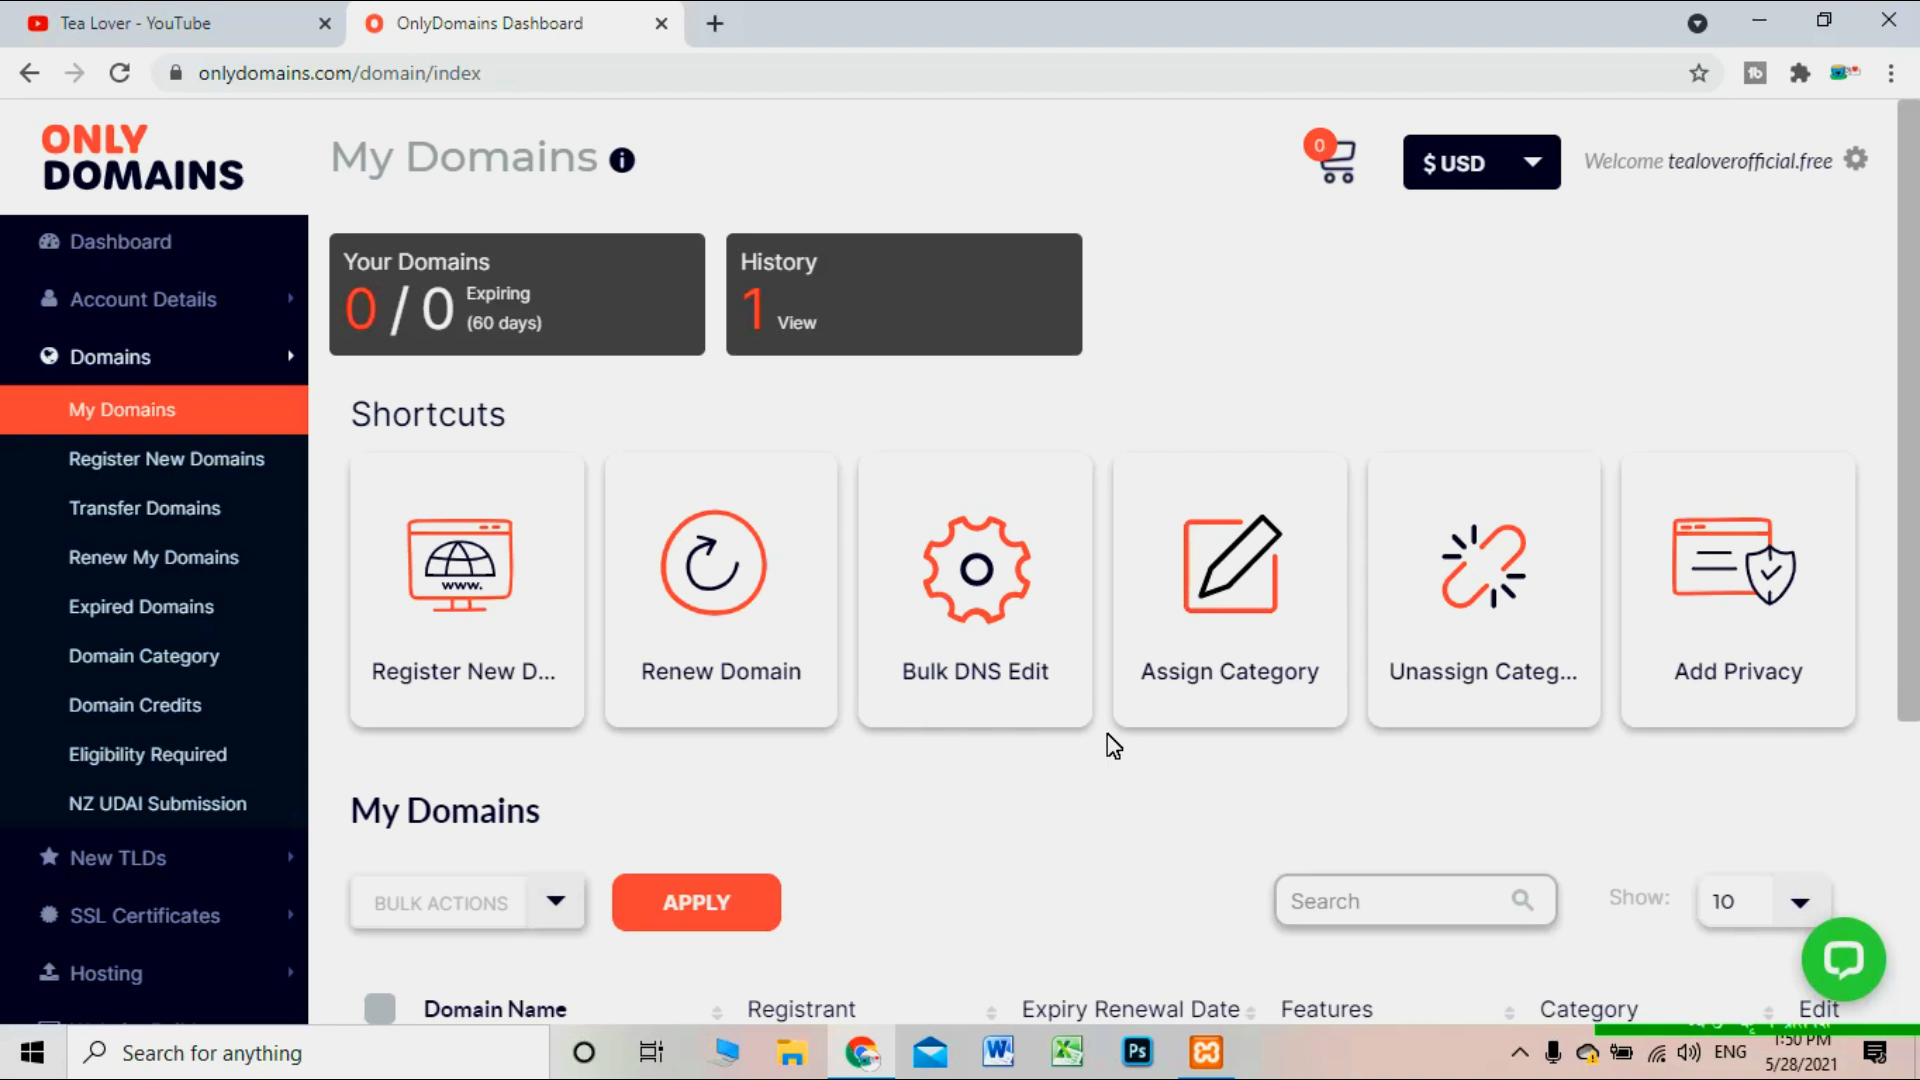 Tea Lover - YouTube
OnlyDomains Dashboard
onlydomains.com/domain/index
ONLY
DOMAINS
My Domains
0
$ USD
Welcome tealoverofficial.free
Dashboard
Account Details
Domains
My Domains
Register New Domains
Transfer Domains
Renew My Domains
Expired Domains
Domain Category
Domain Credits
Eligibility Required
NZ UDAI Submission
New TLDs
SSL Certificates
Hosting
Your Domains
0 / 0 Expiring
(60 days)
History
1 View
Shortcuts
www.
Register New D...
Renew Domain
Bulk DNS Edit
Assign Category
Unassign Categ...
Add Privacy
My Domains
BULK ACTIONS
APPLY
Search
Show:
10
Domain Name
Registrant
Expiry Renewal Date
Features
Category
Edit
Search for anything
ENG
1:50 PM
5/28/2021